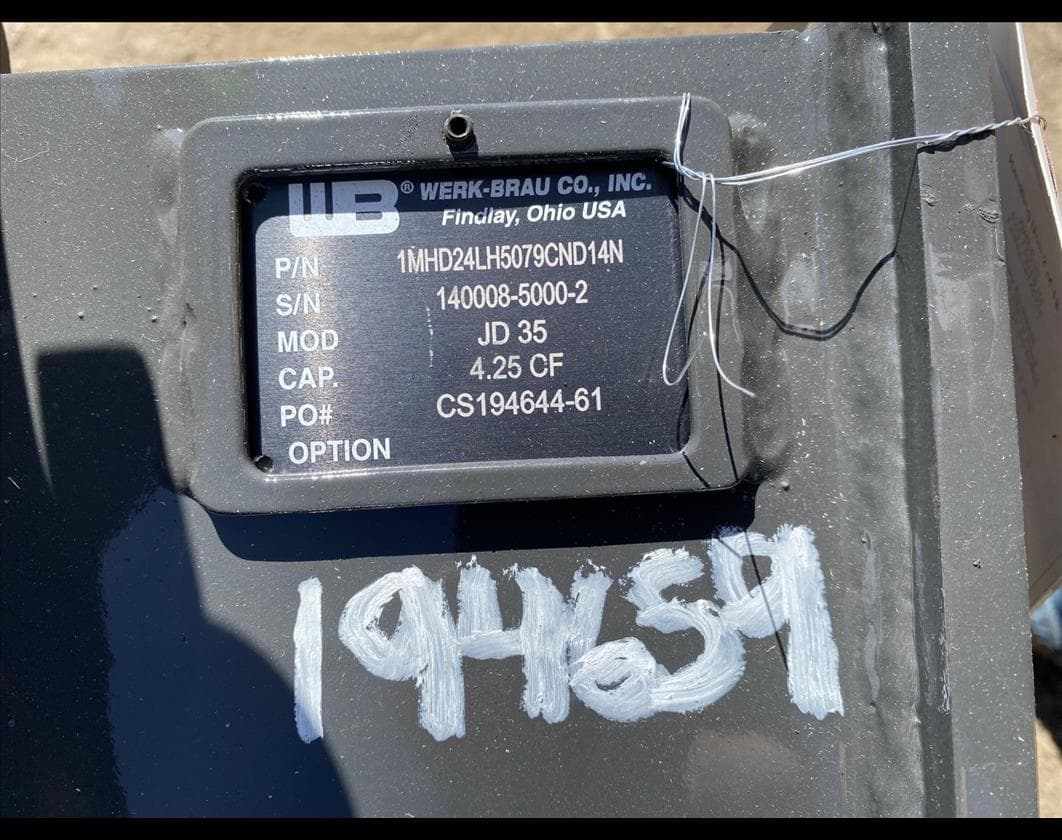 WB® WERK-BRAU CO., INC.
Findlay, Ohio USA
P/N 1MHD24LH5079CND14N
S/N 140008-5000-2
MOD JD 35
CAP. 4.25 CF
PO# CS194644-61
OPTION
194659